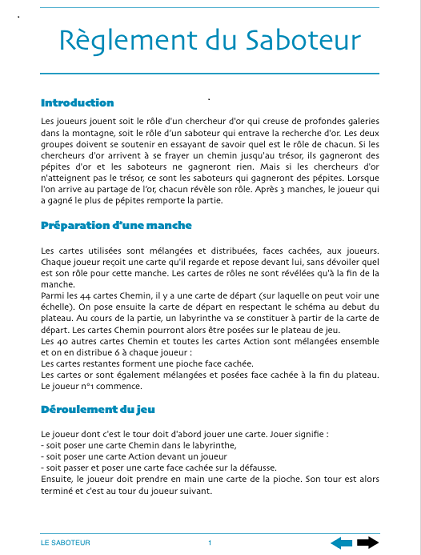 Règlement du Saboteur
Introduction
Les joueurs jouent soit le rôle d'un chercheur d'or qui creuse de profondes galeries
dans la montagne, soit le rôle d'un saboteur qui entrave la recherche d'or. Les deux
groupes doivent se soutenir en essayant de savoir quel est le rôle de chacun. Si les
chercheurs d'or arrivent à se frayer un chemin jusqu'au trésor, ils gagneront des
pépites d'or et les saboteurs ne gagneront rien. Mais si les chercheurs d'or
n'atteignent pas le trésor, ce sont les saboteurs qui gagneront des pépites. Lorsque
l'on arrive au partage de l'or, chacun révèle son rôle. Après 3 manches, le joueur qui
a gagné le plus de pépites remporte la partie.
Préparation d'une manche
Les cartes utilisées sont mélangées et distribuées, faces cachées, aux joueurs.
Chaque joueur reçoit une carte qu'il regarde et repose devant lui, sans dévoiler quel
est son rôle pour cette manche. Les cartes de rôles ne sont révélées qu'à la fin de la
manche.
Parmi les 44 cartes Chemin, il y a une carte de départ (sur laquelle on peut voir une
échelle). On pose ensuite la carte de départ en respectant le schéma au debut du
plateau. Au cours de la partie, un labyrinthe va se constituer à partir de la carte de
départ. Les cartes Chemin pourront alors être posées sur le plateau de jeu.
Les 40 autres cartes Chemin et toutes les cartes Action sont mélangées ensemble
et on en distribue 6 à chaque joueur :
Les cartes restantes forment une pioche face cachée.
Les cartes or sont également mélangées et posées face cachée à la fin du plateau.
Le joueur n°1 commence.
Déroulement du jeu
Le joueur dont c'est le tour doit d'abord jouer une carte. Jouer signifie :
- soit poser une carte Chemin dans le labyrinthe,
- soit poser une carte Action devant un joueur
- soit passer et poser une carte face cachée sur la défausse.
Ensuite, le joueur doit prendre en main une carte de la pioche. Son tour est alors
terminé et c'est au tour du joueur suivant.
LE SABOTEUR
1